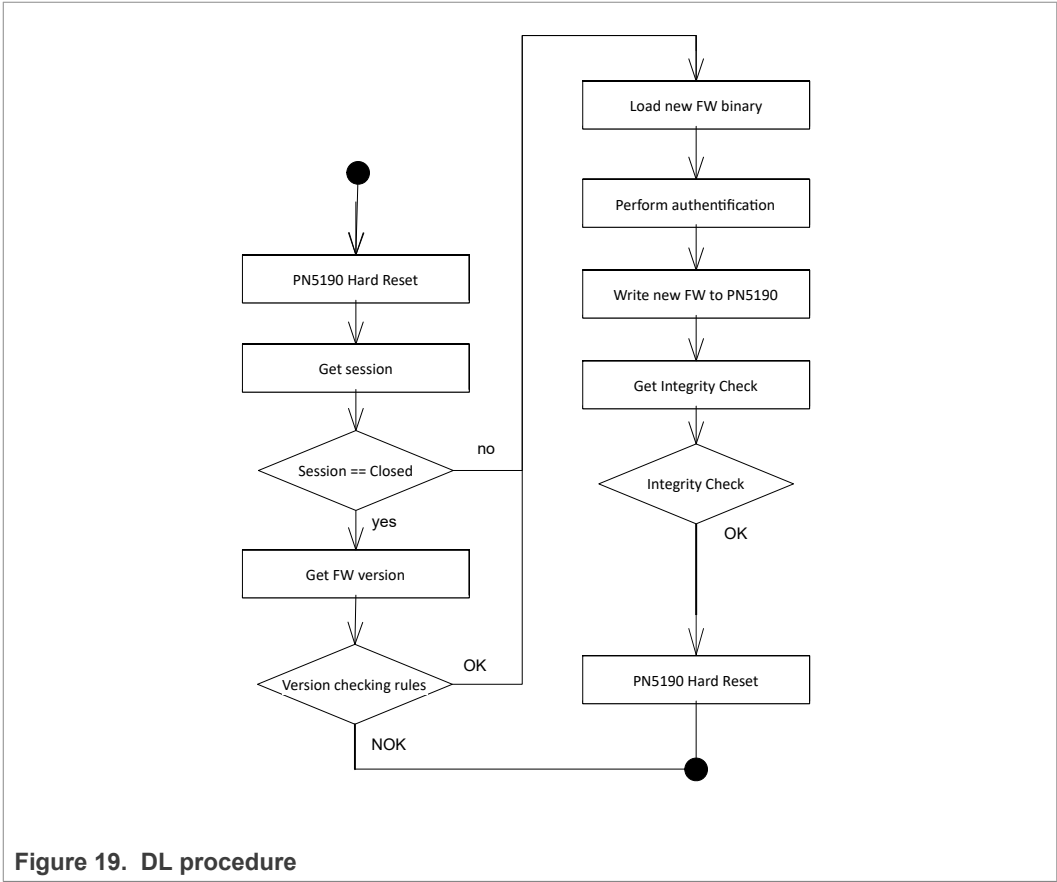 PN5190 Hard Reset
Get session
Session == Closed
no
yes
Get FW version
Version checking rules
OK
NOK
Load new FW binary
Perform authentification
Write new FW to PN5190
Get Integrity Check
Integrity Check
OK
PN5190 Hard Reset
Figure 19. DL procedure